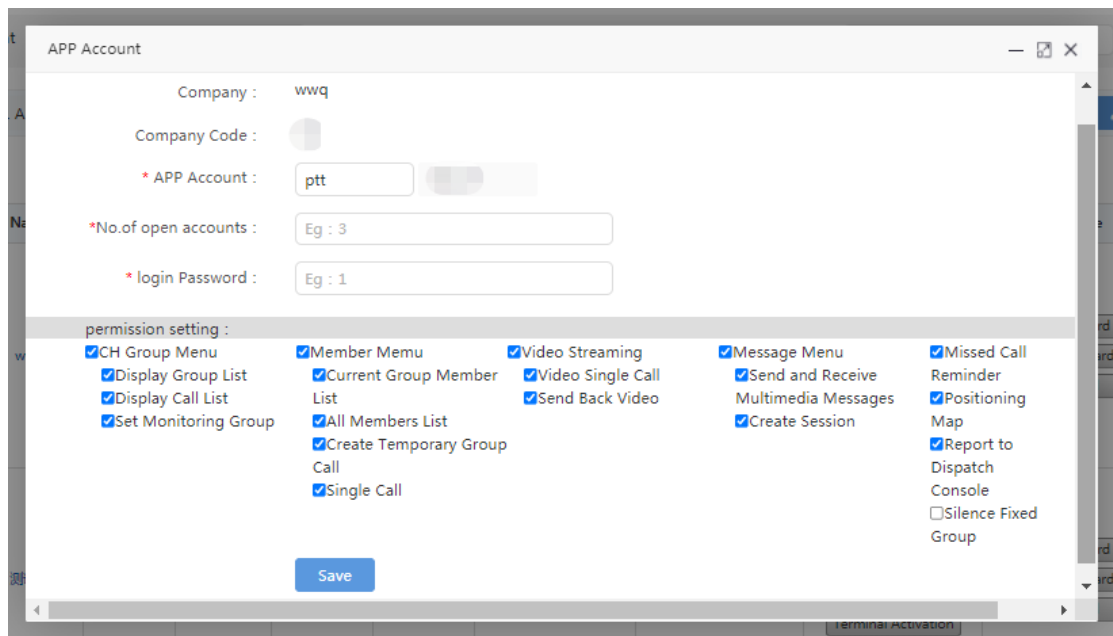 APP Account
Company : wwq
Company Code :
* APP Account : ptt
*No.of open accounts : Eg : 3
* login Password : Eg : 1
permission setting :
CH Group Menu
Display Group List
Display Call List
Set Monitoring Group
Member Memu
Current Group Member
List
All Members List
Create Temporary Group
Call
Single Call
Video Streaming
Video Single Call
Send Back Video
Message Menu
Send and Receive
Multimedia Messages
Create Session
Missed Call
Reminder
Positioning
Map
Report to
Dispatch
Console
Silence Fixed
Group
Save
Terminal Activation